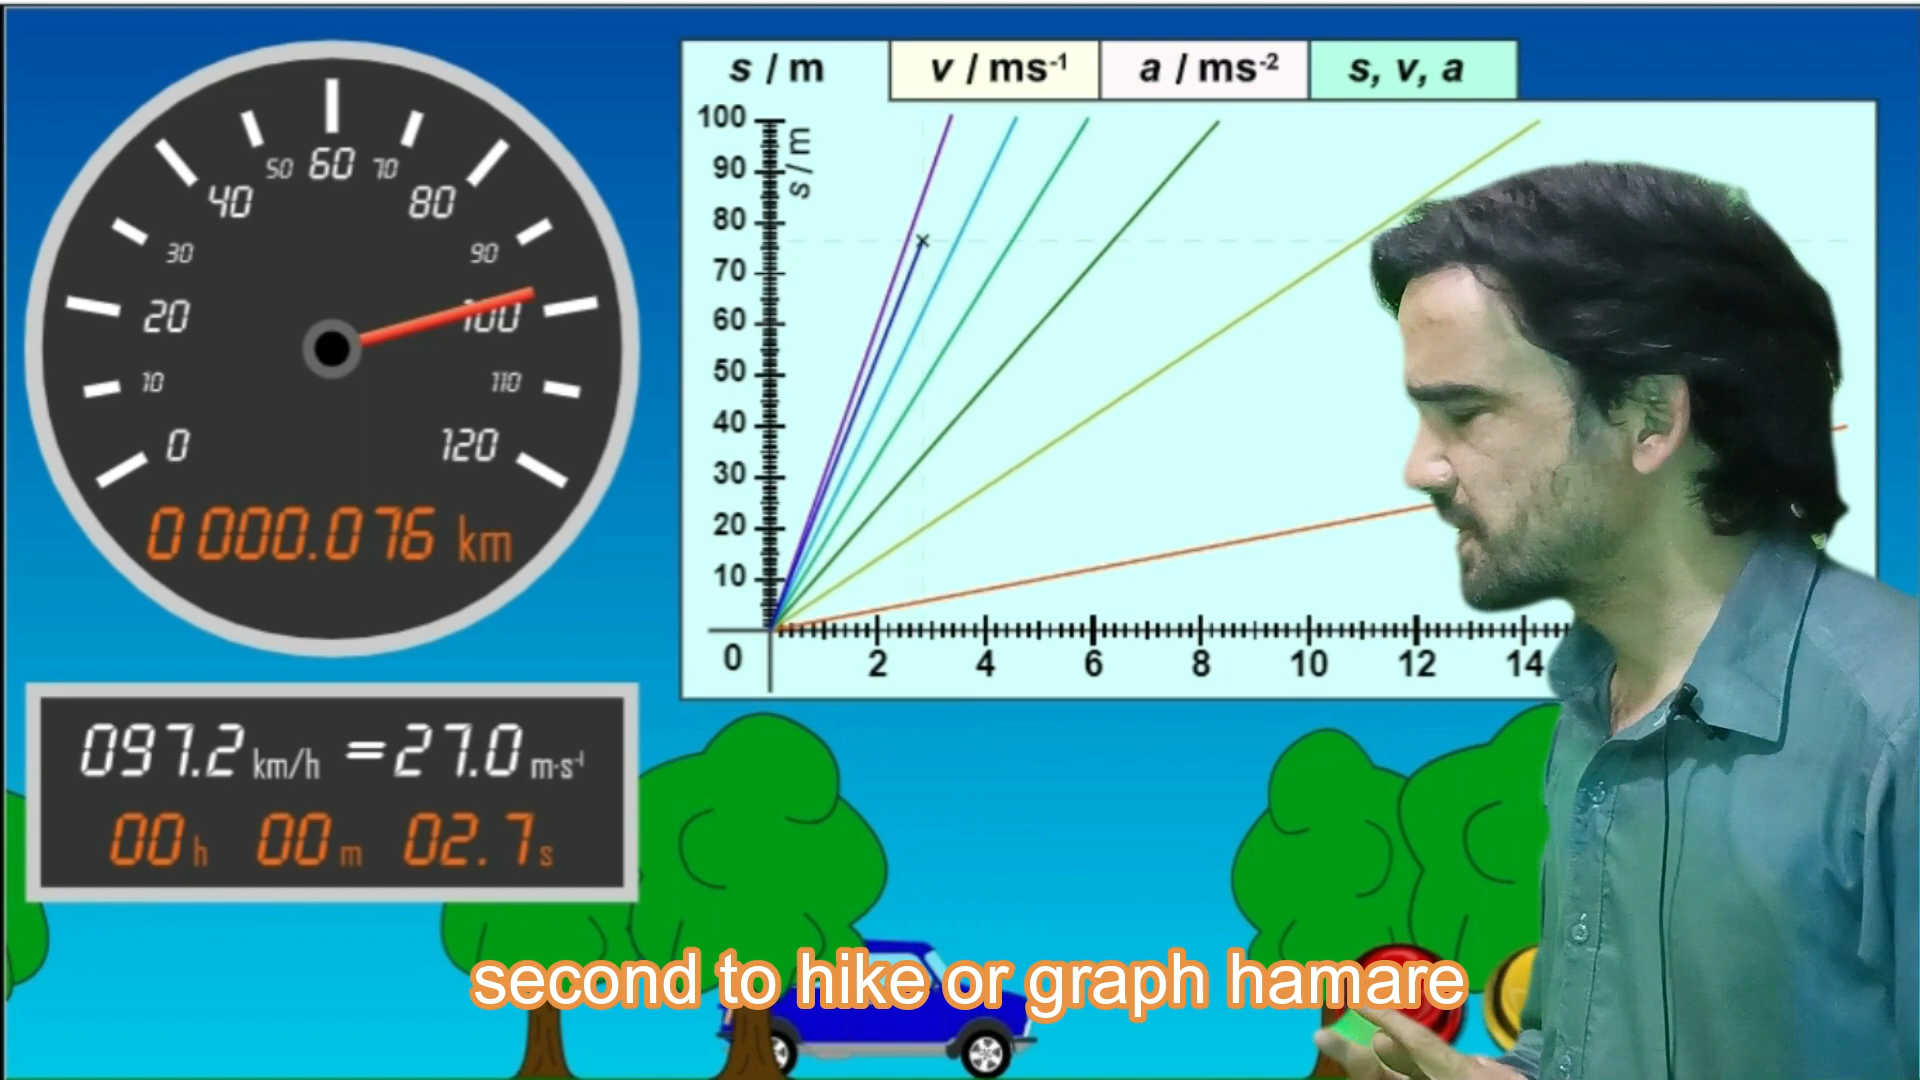 s / m
v / ms⁻¹
a / ms⁻²
s, v, a
0 10 20 30 40 50 60 70 80 90 100 110 120
0 000.076 km
097.2 km/h = 27.0 m·s⁻¹
00 h 00 m 02.7 s
s / m
100
90
80
70
60
50
40
30
20
10
0 2 4 6 8 10 12 14
second to hike or graph hamare